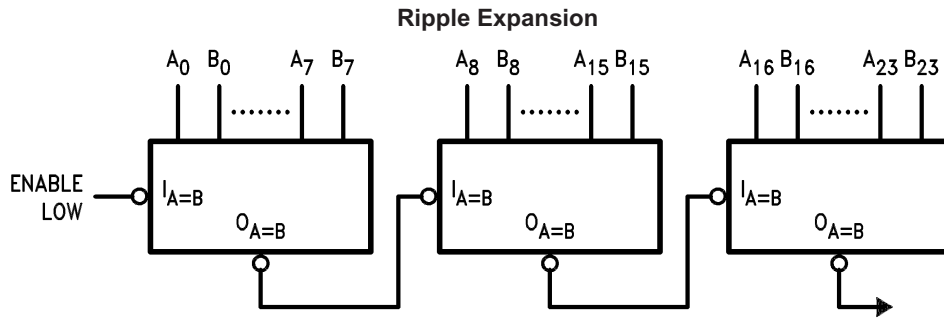 Ripple Expansion
A0 B0 A7 B7 A8 B8 A15 B15 A16 B16 A23 B23
ENABLE LOW
IA=B IA=B IA=B
OA=B OA=B OA=B